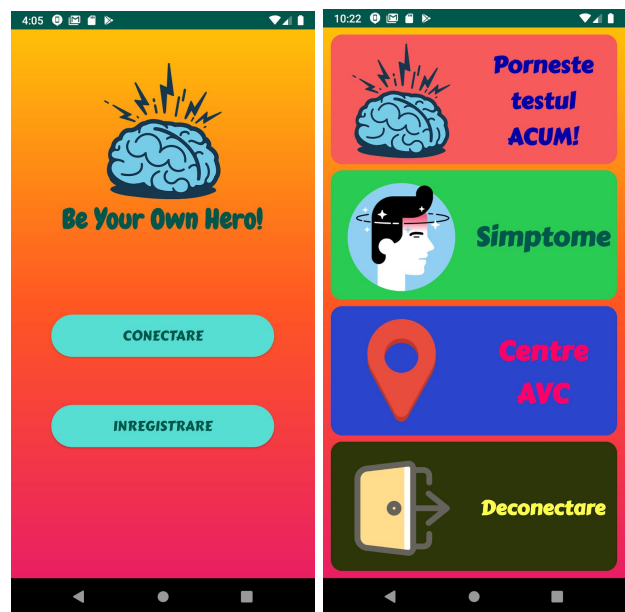 4:05
Be Your Own Hero!
CONECTARE
INREGISTRARE
10:22
Porneste
testul
ACUM!
Simptome
Centre
AVC
Deconectare